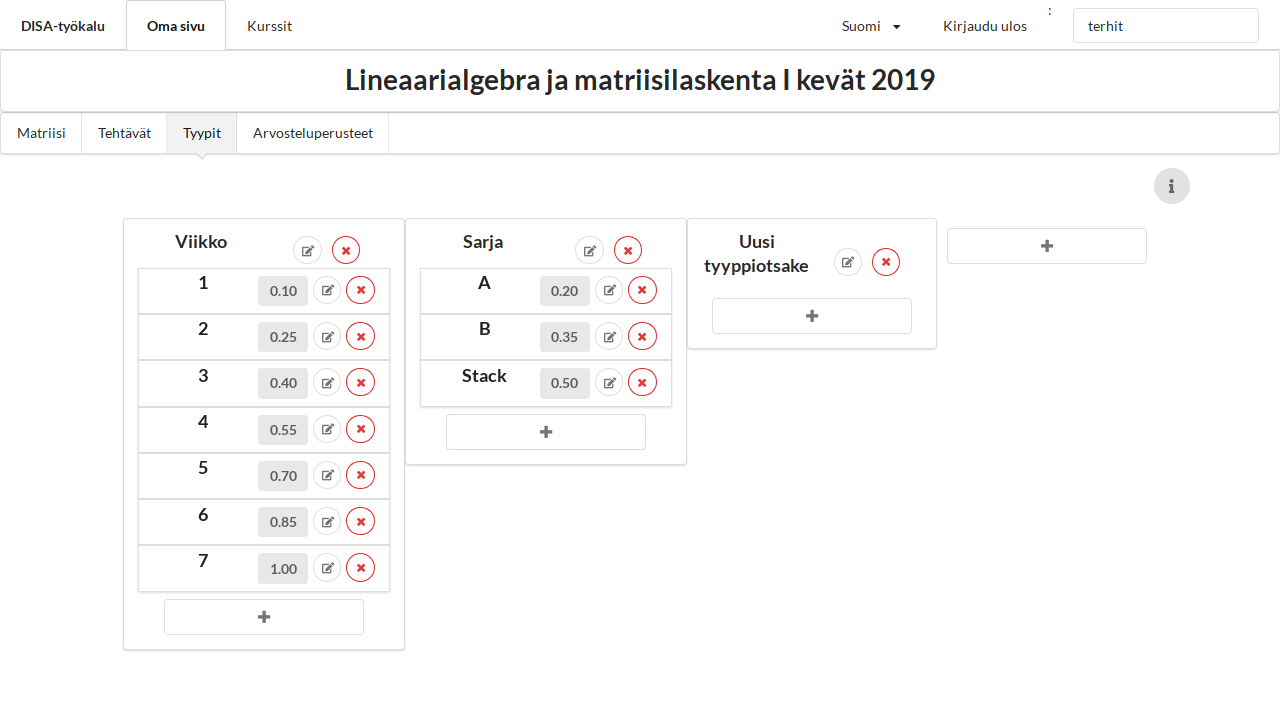 DISA-työkalu Oma sivu Kurssit Suomi Kirjaudu ulos : terhit
Lineaarialgebra ja matriisilaskenta I kevät 2019
Matriisi Tehtävät Tyypit Arvosteluperusteet
Viikko
1 0.10
2 0.25
3 0.40
4 0.55
5 0.70
6 0.85
7 1.00
Sarja
A 0.20
B 0.35
Stack 0.50
Uusi
tyyppiotsake